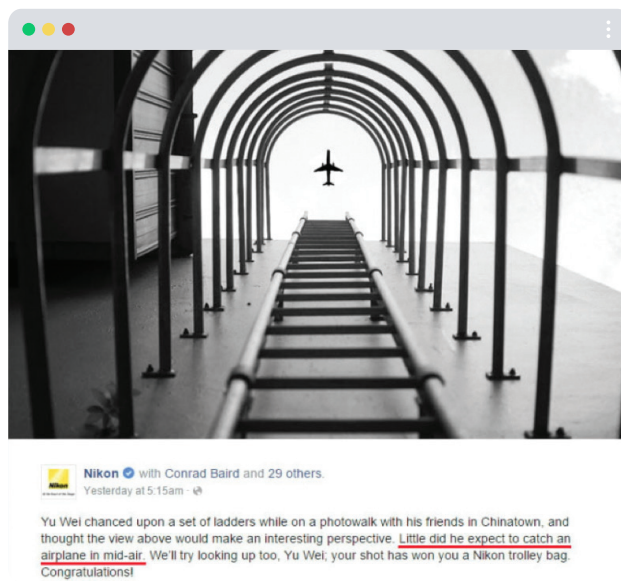 Nikon
Nikon with Conrad Baird and 29 others.
Yesterday at 5:15am ·
Yu Wei chanced upon a set of ladders while on a photowalk with his friends in Chinatown, and
thought the view above would make an interesting perspective. Little did he expect to catch an
airplane in mid-air. We'll try looking up too, Yu Wei; your shot has won you a Nikon trolley bag.
Congratulations!